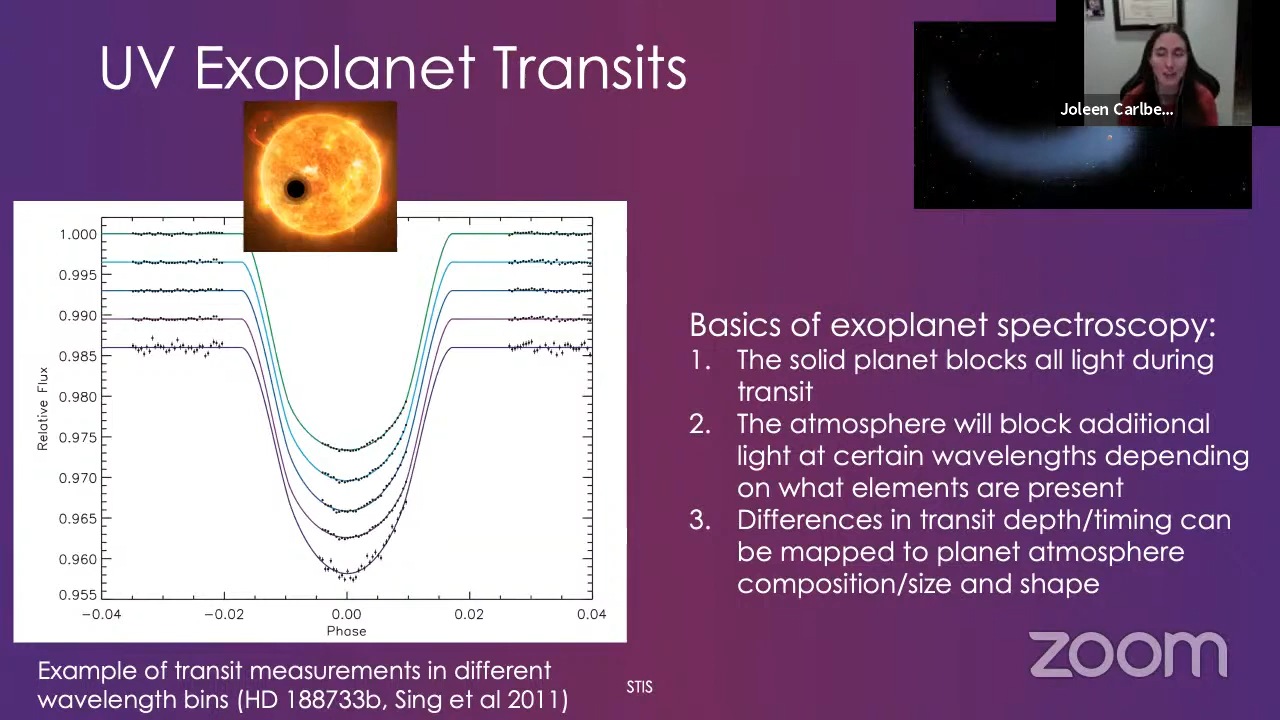 UV Exoplanet Transits
Joleen Carlbe...
1.000
0.995
0.990
0.985
0.980
0.975
0.970
0.965
0.960
0.955
Relative Flux
−0.04
−0.02
0.00
0.02
0.04
Phase
Example of transit measurements in different
wavelength bins (HD 188733b, Sing et al 2011)
Basics of exoplanet spectroscopy:
1. The solid planet blocks all light during
transit
2. The atmosphere will block additional
light at certain wavelengths depending
on what elements are present
3. Differences in transit depth/timing can
be mapped to planet atmosphere
composition/size and shape
STIS
zoom